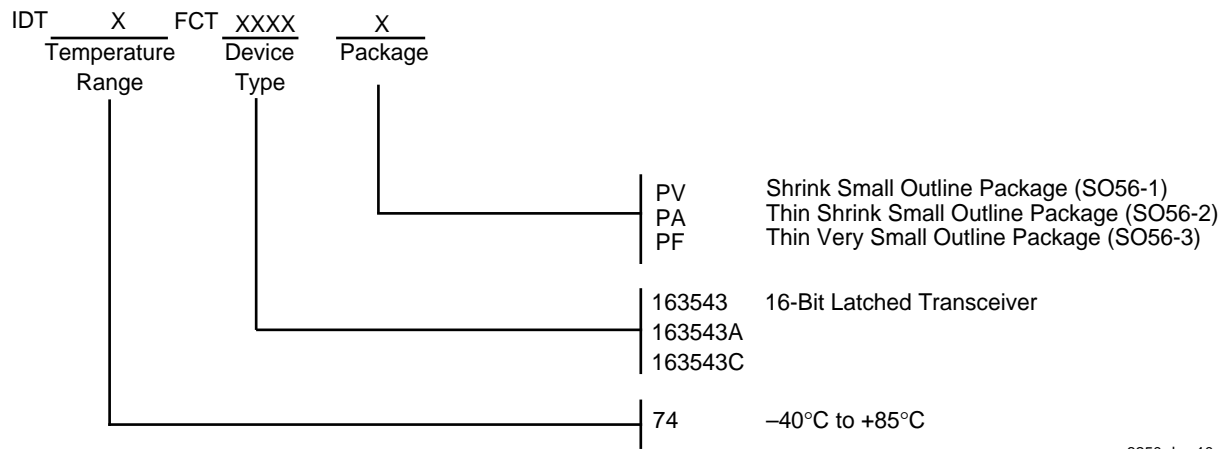 IDT X FCT XXXX X
Temperature Range
Device Type
Package
PV Shrink Small Outline Package (SO56-1)
PA Thin Shrink Small Outline Package (SO56-2)
PF Thin Very Small Outline Package (SO56-3)
163543 16-Bit Latched Transceiver
163543A
163543C
74 –40°C to +85°C